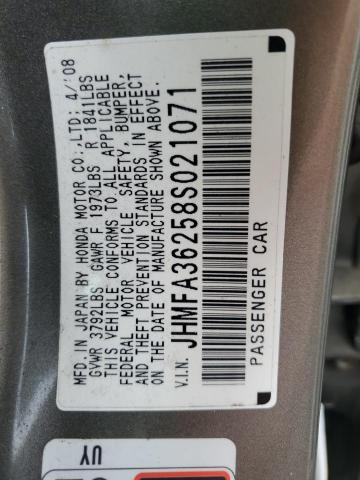 MFD. IN JAPAN BY HONDA MOTOR CO., LTD; 4/'08
GVWR 3792LBS GAWR F 1973LBS R 1841LBS
THIS VEHICLE CONFORMS TO ALL APPLICABLE
FEDERAL MOTOR VEHICLE SAFETY, BUMPER,
AND THEFT PREVENTION STANDARDS IN EFFECT
ON THE DATE OF MANUFACTURE SHOWN ABOVE.
V.I.N. JHMFA36258S021071
PASSENGER CAR
UY